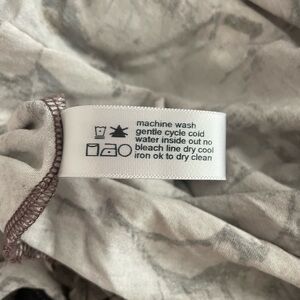 machine wash
gentle cycle cold
water inside out no
bleach line dry cool
iron ok to dry clean